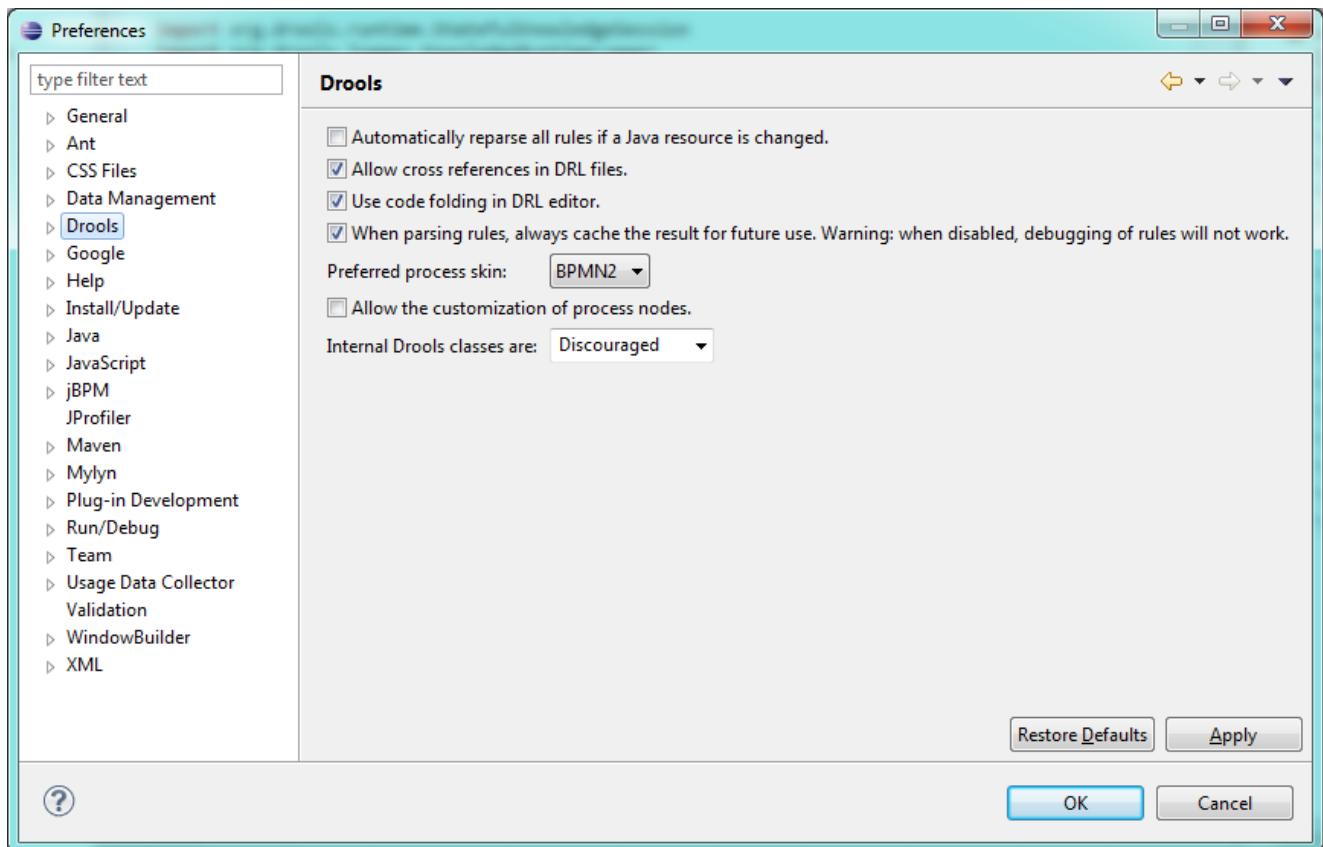 Preferences
type filter text
General
Ant
CSS Files
Data Management
Drools
Google
Help
Install/Update
Java
JavaScript
jBPM
JProfiler
Maven
Mylyn
Plug-in Development
Run/Debug
Team
Usage Data Collector
Validation
WindowBuilder
XML
Drools
Automatically reparse all rules if a Java resource is changed.
Allow cross references in DRL files.
Use code folding in DRL editor.
When parsing rules, always cache the result for future use. Warning: when disabled, debugging of rules will not work.
Preferred process skin: BPMN2
Allow the customization of process nodes.
Internal Drools classes are: Discouraged
Restore Defaults Apply
OK Cancel